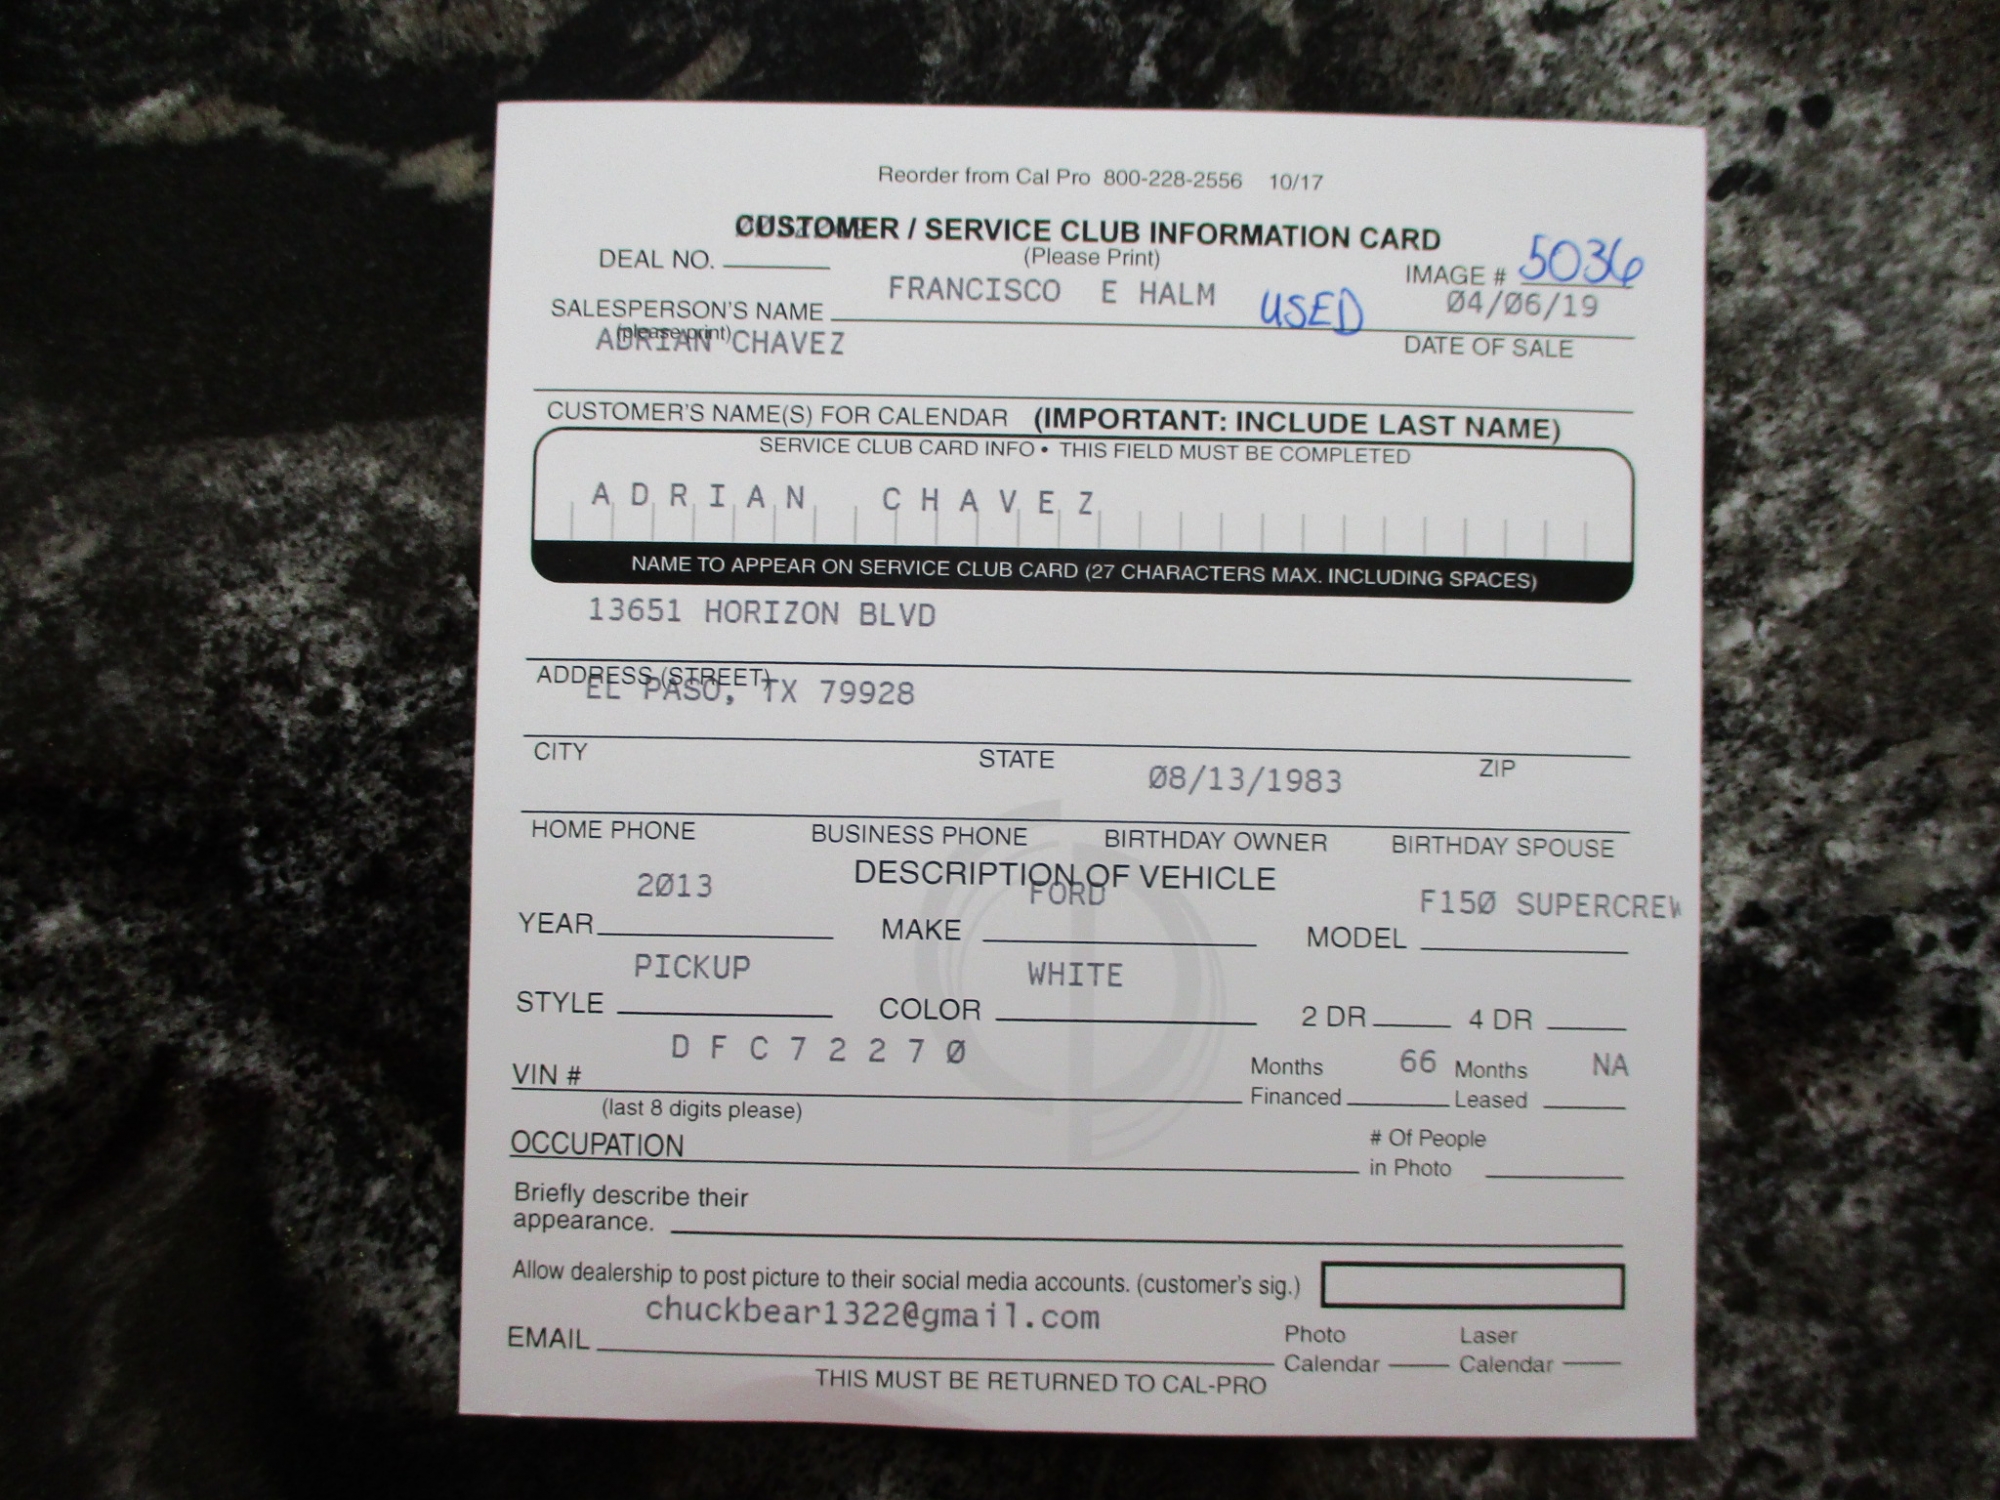 Reorder from Cal Pro 800-228-2556 10/17
CUSTOMER / SERVICE CLUB INFORMATION CARD
(Please Print)
DEAL NO.
IMAGE # 5036
FRANCISCO E HALM USED 04/06/19
SALESPERSON'S NAME
(please print)
DATE OF SALE
ADRIAN CHAVEZ
CUSTOMER'S NAME(S) FOR CALENDAR (IMPORTANT: INCLUDE LAST NAME)
SERVICE CLUB CARD INFO • THIS FIELD MUST BE COMPLETED
ADRIAN CHAVEZ
NAME TO APPEAR ON SERVICE CLUB CARD (27 CHARACTERS MAX. INCLUDING SPACES)
13651 HORIZON BLVD
ADDRESS (STREET)
EL PASO, TX 79928
CITY STATE ZIP
08/13/1983
HOME PHONE BUSINESS PHONE BIRTHDAY OWNER BIRTHDAY SPOUSE
DESCRIPTION OF VEHICLE
2013 FORD F150 SUPERCREW
YEAR MAKE MODEL
PICKUP WHITE
STYLE COLOR 2 DR 4 DR
D F C 7 2 2 7 0
VIN #
(last 8 digits please)
Months Financed 66 Months Leased NA
OCCUPATION
# Of People in Photo
Briefly describe their
appearance.
Allow dealership to post picture to their social media accounts. (customer's sig.)
chuckbear1322@gmail.com
EMAIL
Photo Calendar Laser Calendar
THIS MUST BE RETURNED TO CAL-PRO